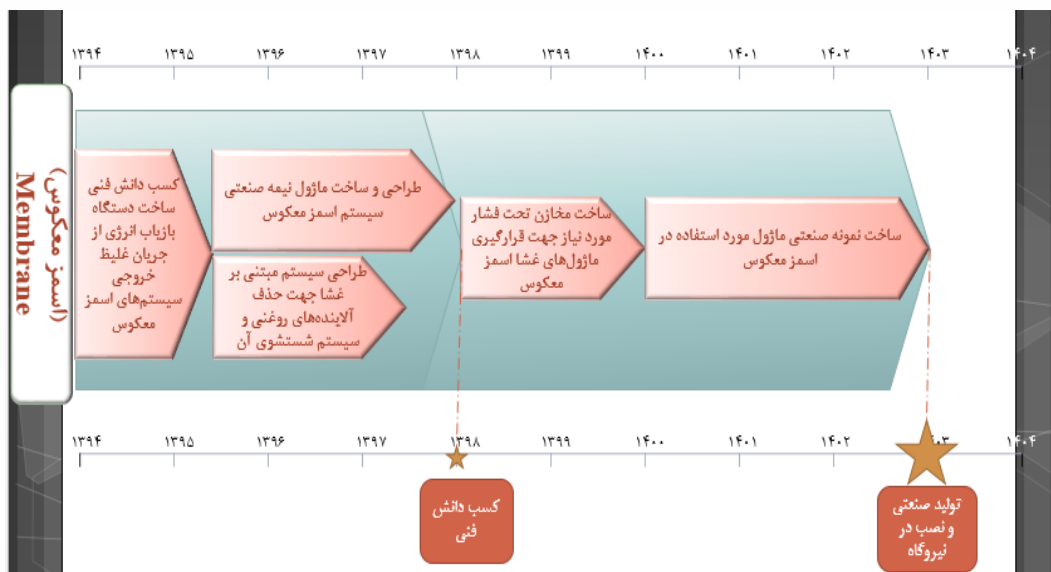 ۱۳۹۴ ۱۳۹۵ ۱۳۹۶ ۱۳۹۷ ۱۳۹۸ ۱۳۹۹ ۱۴۰۰ ۱۴۰۱ ۱۴۰۲ ۱۴۰۳ ۱۴۰۴
(اسمز معکوس)
Membrane
کسب دانش فنی
ساخت دستگاه
بازیاب انرژی از
جریان غلیظ
خروجی
سیستم‌های اسمز
معکوس
طراحی و ساخت ماژول نیمه صنعتی
سیستم اسمز معکوس
طراحی سیستم مبتنی بر
غشا جهت حذف
آلاینده‌های روغنی و
سیستم شستشوی آن
ساخت مخازن تحت فشار
مورد نیاز جهت قرارگیری
ماژول‌های غشا اسمز
معکوس
ساخت نمونه صنعتی ماژول مورد استفاده در
اسمز معکوس
۱۳۹۴ ۱۳۹۵ ۱۳۹۶ ۱۳۹۷ ۱۳۹۸ ۱۳۹۹ ۱۴۰۰ ۱۴۰۱ ۱۴۰۲ ۱۴۰۳ ۱۴۰۴
کسب دانش
فنی
تولید صنعتی
و نصب در
نیروگاه